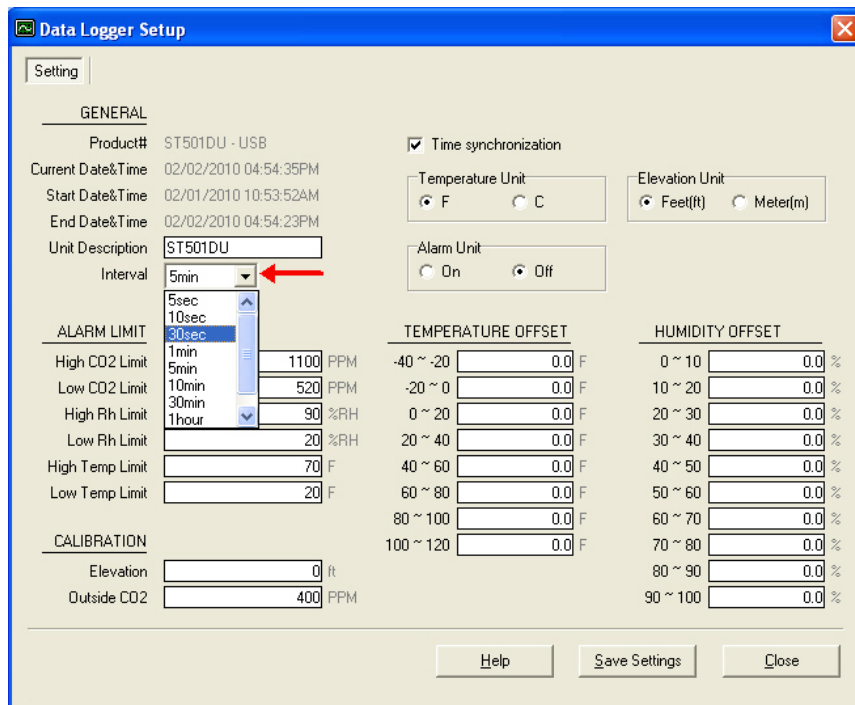 Data Logger Setup
Setting
GENERAL
Product# ST501DU - USB
Current Date&Time 02/02/2010 04:54:35PM
Start Date&Time 02/01/2010 10:53:52AM
End Date&Time 02/02/2010 04:54:23PM
Unit Description ST501DU
Interval 5min
5sec
10sec
30sec
1min
5min
10min
30min
1hour
Time synchronization
Temperature Unit
F C
Elevation Unit
Feet(ft) Meter(m)
Alarm Unit
On Off
ALARM LIMIT
High CO2 Limit 1100 PPM
Low CO2 Limit 520 PPM
High Rh Limit 90 %RH
Low Rh Limit 20 %RH
High Temp Limit 70 F
Low Temp Limit 20 F
CALIBRATION
Elevation 0 ft
Outside CO2 400 PPM
TEMPERATURE OFFSET
-40 ~ -20 0.0 F
-20 ~ 0 0.0 F
0 ~ 20 0.0 F
20 ~ 40 0.0 F
40 ~ 60 0.0 F
60 ~ 80 0.0 F
80 ~ 100 0.0 F
100 ~ 120 0.0 F
HUMIDITY OFFSET
0 ~ 10 0.0 %
10 ~ 20 0.0 %
20 ~ 30 0.0 %
30 ~ 40 0.0 %
40 ~ 50 0.0 %
50 ~ 60 0.0 %
60 ~ 70 0.0 %
70 ~ 80 0.0 %
80 ~ 90 0.0 %
90 ~ 100 0.0 %
Help Save Settings Close